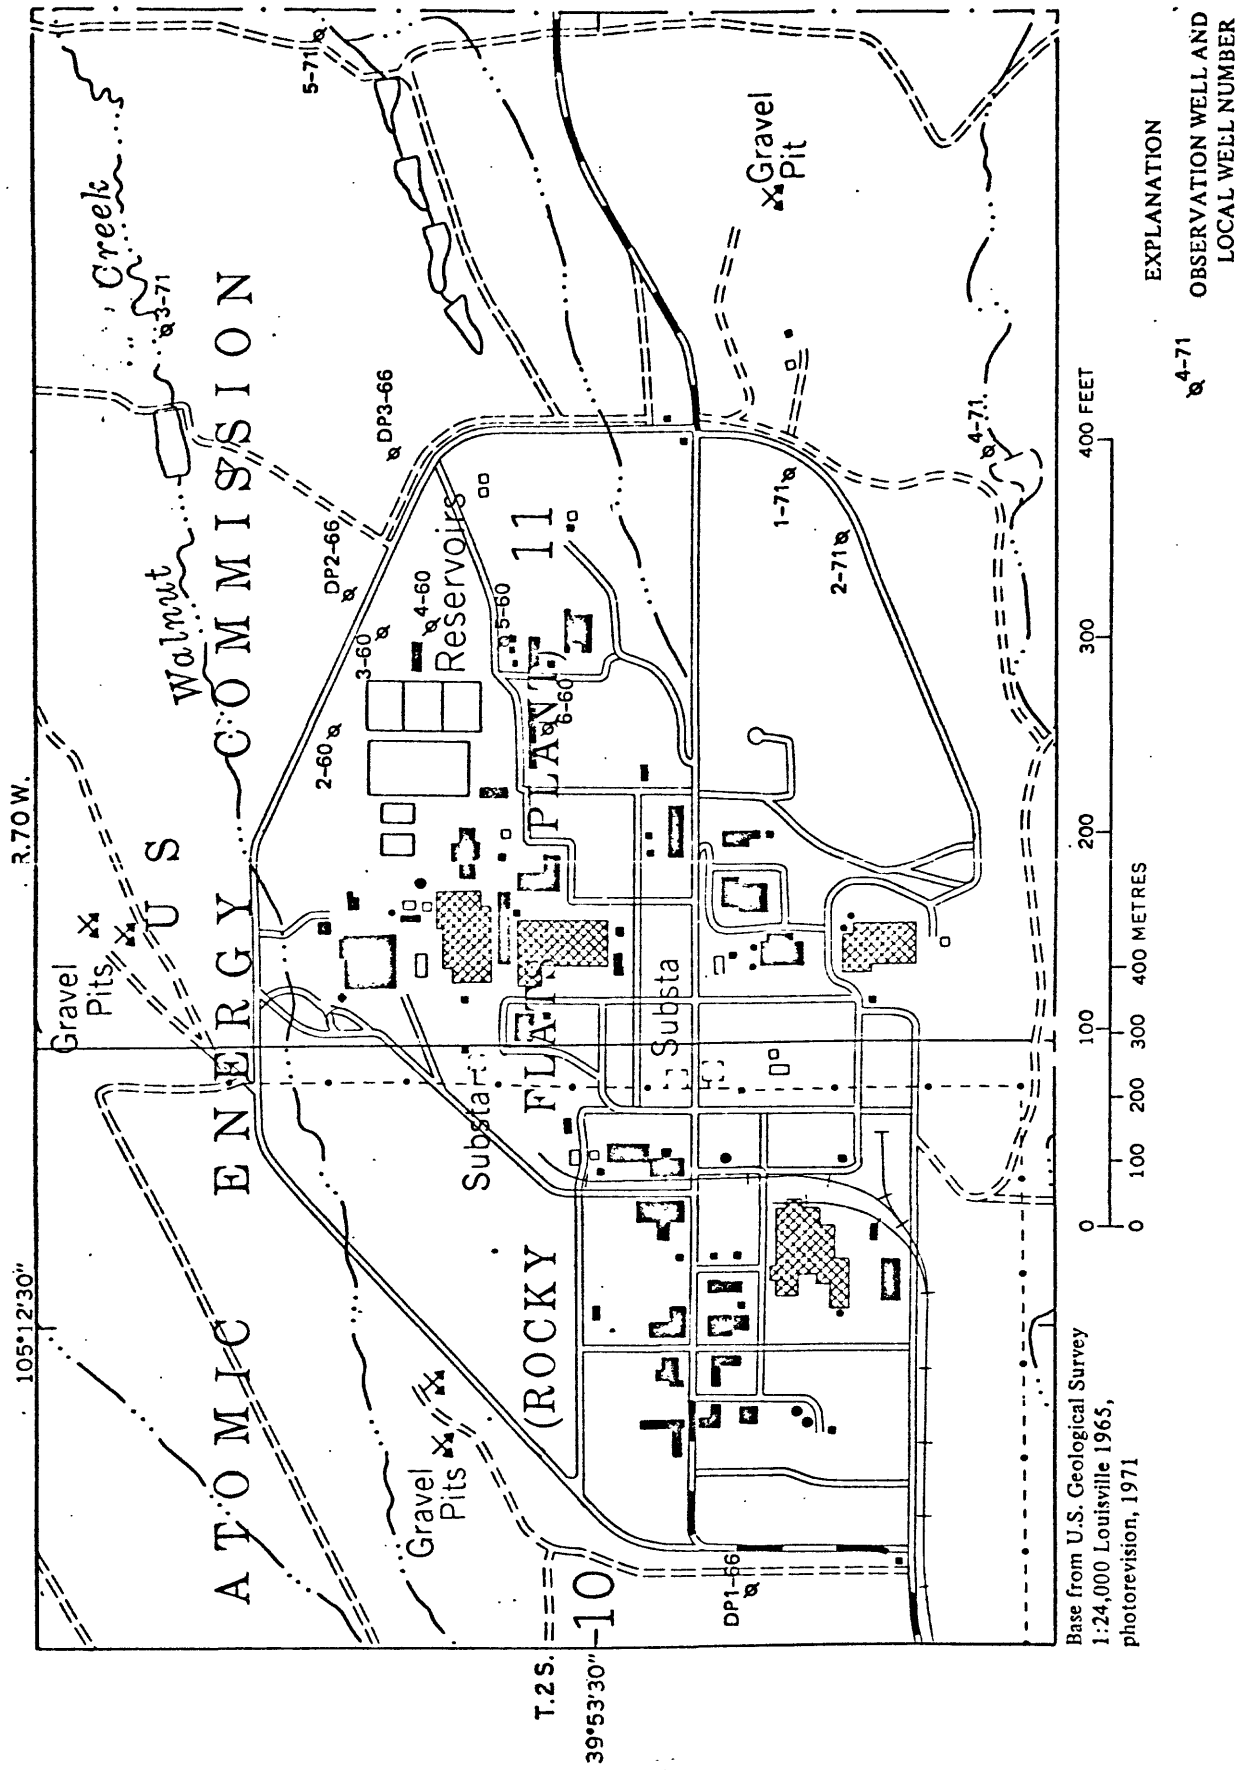 R.70 W.
105°12'30"
T.2 S.
39°53'30"
Walnut
Creek
U S
ATOMIC ENERGY COMMISSION
(ROCKY FLATS PLANT)
10
11
Gravel
Pits
Gravel
Pits
Gravel
Pit
Substa
Substa
Reservoirs
5-71
3-71
DP3-66
DP2-66
3-60
4-60
5-60
2-60
6-60
1-71
2-71
4-71
DP1-66
0 100 200 300 400 FEET
0 100 200 300 400 METRES
Base from U.S. Geological Survey
1:24,000 Louisville 1965,
photorevision, 1971
EXPLANATION
4-71
OBSERVATION WELL AND
LOCAL WELL NUMBER